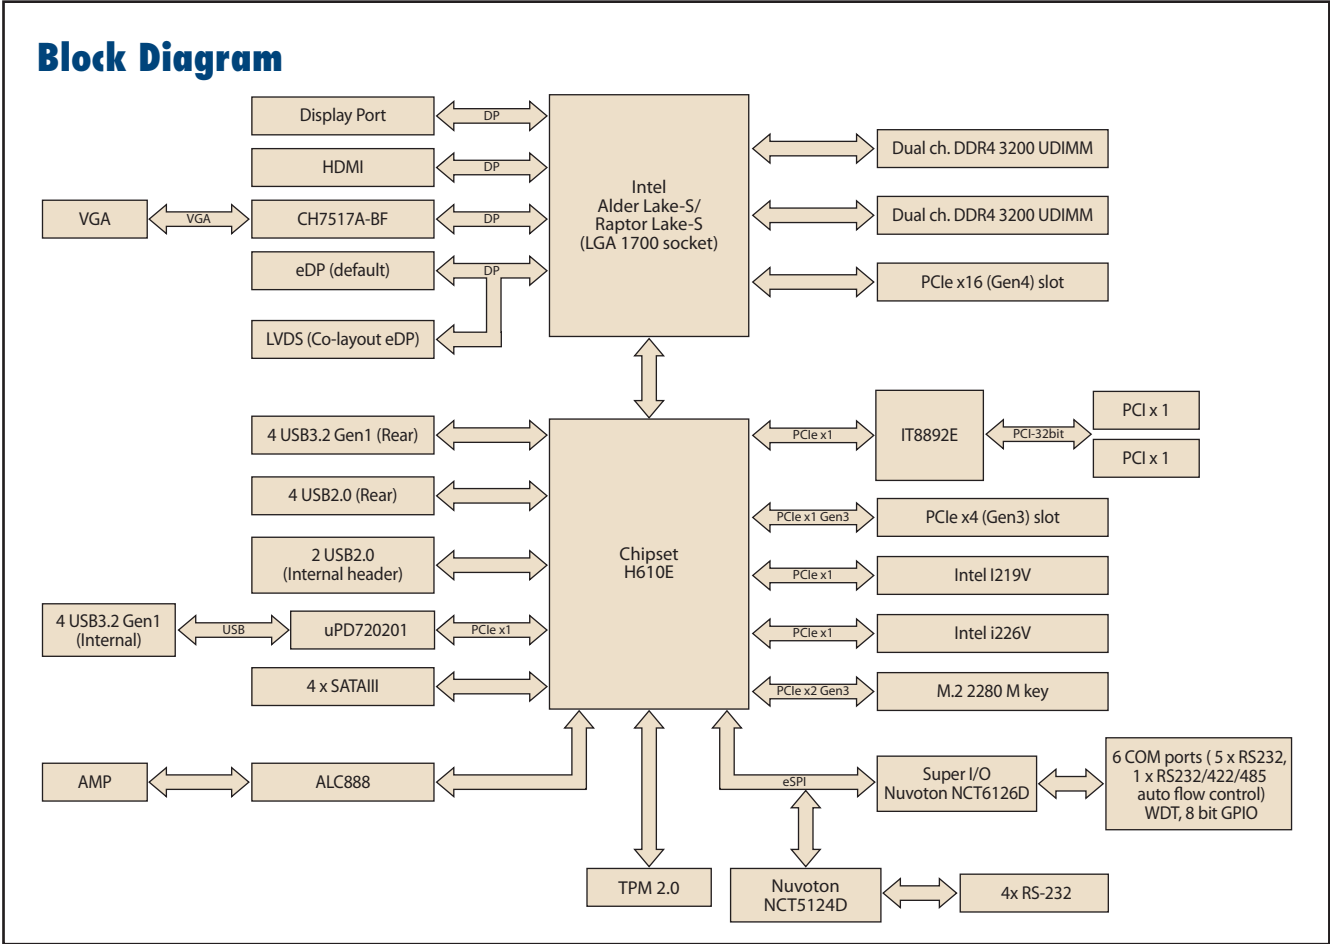 Block Diagram
Display Port
DP
HDMI
DP
VGA
VGA
CH7517A-BF
DP
eDP (default)
DP
LVDS (Co-layout eDP)
Intel
Alder Lake-S/
Raptor Lake-S
(LGA 1700 socket)
Dual ch. DDR4 3200 UDIMM
Dual ch. DDR4 3200 UDIMM
PCIe x16 (Gen4) slot
4 USB3.2 Gen1 (Rear)
4 USB2.0 (Rear)
2 USB2.0
(Internal header)
4 USB3.2 Gen1
(Internal)
USB
uPD720201
PCIe x1
4 x SATAIII
AMP
ALC888
Chipset
H610E
PCIe x1
IT8892E
PCI-32bit
PCI x 1
PCI x 1
PCIe x1 Gen3
PCIe x4 (Gen3) slot
PCIe x1
Intel I219V
PCIe x1
Intel i226V
PCIe x2 Gen3
M.2 2280 M key
eSPI
Super I/O
Nuvoton NCT6126D
6 COM ports ( 5 x RS232,
1 x RS232/422/485
auto flow control)
WDT, 8 bit GPIO
TPM 2.0
Nuvoton
NCT5124D
4x RS-232